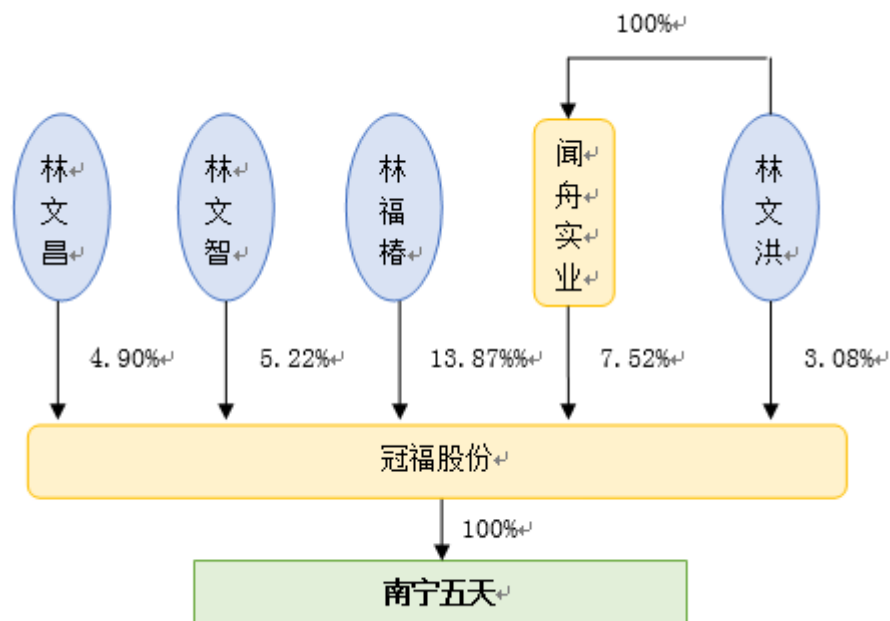 100%↵
林↵
文
昌↵
林↵
文
智↵
林
福
椿
闻↵
舟
实
业↵
林
文
洪↵
4.90%↵
5.22%↵
13.87%%↵
7.52%↵
3.08%↵
冠福股份↵
100%↵
南宁五天↵